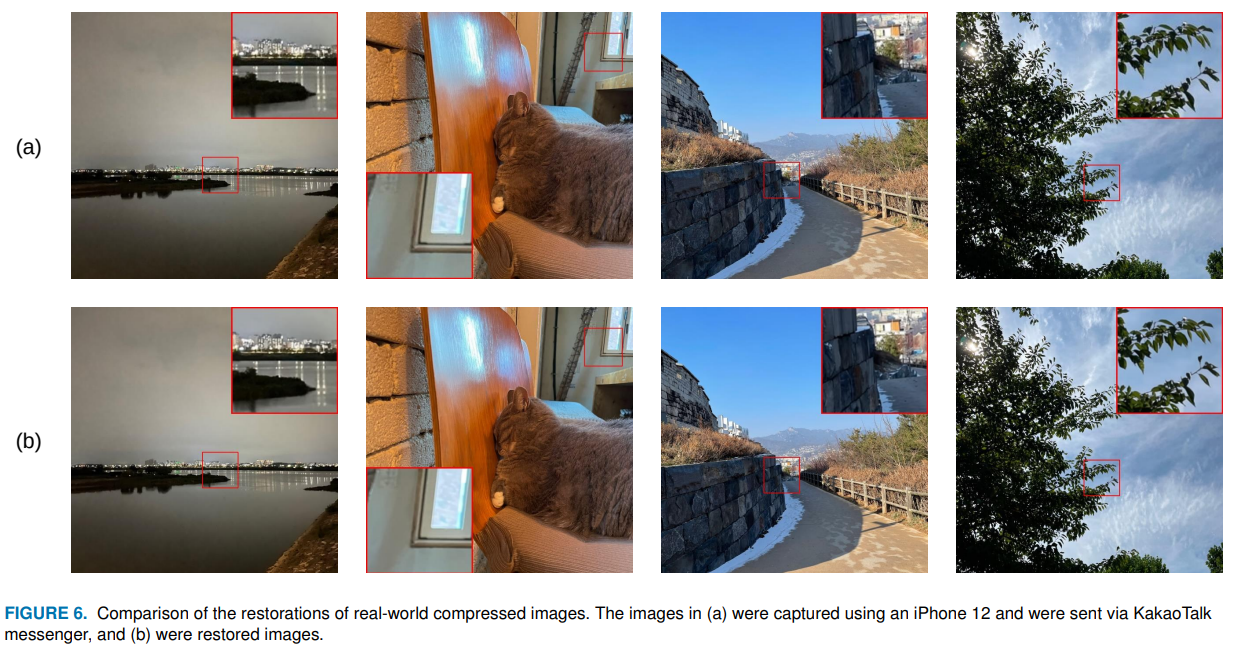 (a)
(b)
FIGURE 6. Comparison of the restorations of real-world compressed images. The images in (a) were captured using an iPhone 12 and were sent via KakaoTalk
messenger, and (b) were restored images.